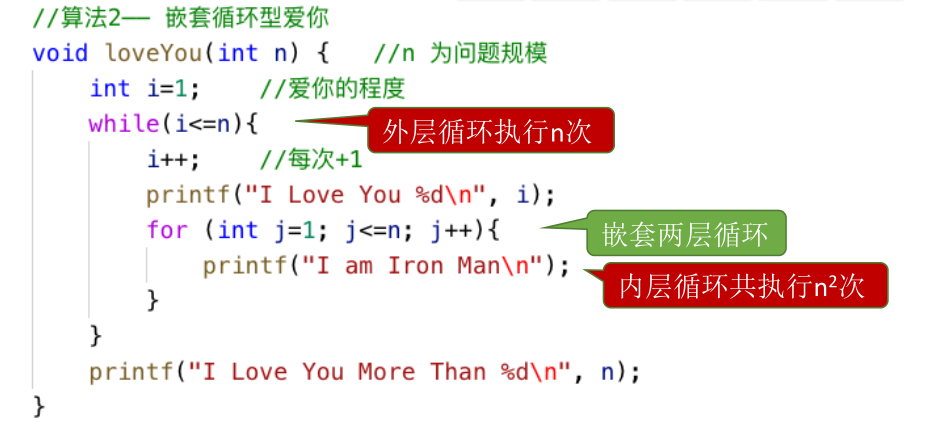 //算法2—— 嵌套循环型爱你
void loveYou(int n) {   //n 为问题规模
    int i=1;    //爱你的程度
    while(i<=n){
外层循环执行n次
        i++;    //每次+1
        printf("I Love You %d\n", i);
        for (int j=1; j<=n; j++){
嵌套两层循环
            printf("I am Iron Man\n");
内层循环共执行n²次
        }
    }
    printf("I Love You More Than %d\n", n);
}